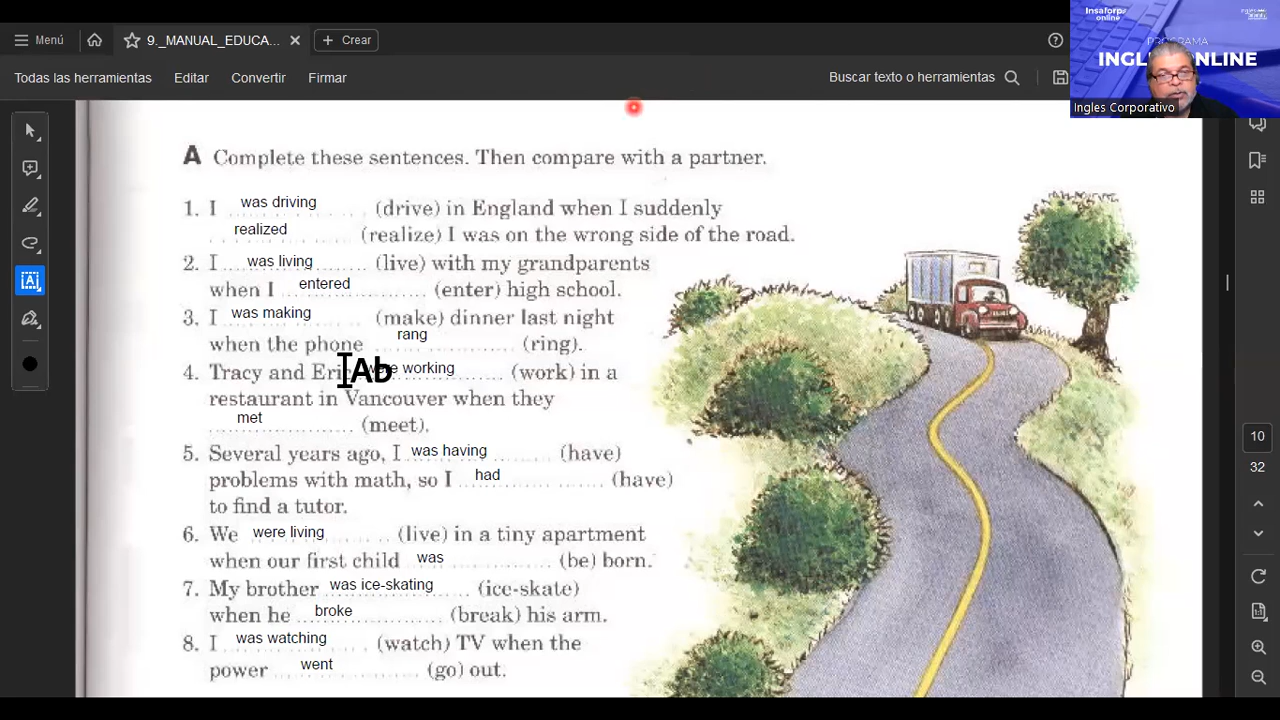 Menú
9._MANUAL_EDUCA...
Crear
Insaforp
online
PROGRAMA
INGL ONLINE
Ingles Corporativo
Todas las herramientas Editar Convertir Firmar
Buscar texto o herramientas
A Complete these sentences. Then compare with a partner.
1. I was driving (drive) in England when I suddenly
realized (realize) I was on the wrong side of the road.
2. I was living (live) with my grandparents
when I entered (enter) high school.
3. I was making (make) dinner last night
when the phone rang (ring).
4. Tracy and Eric were working (work) in a
Ab
restaurant in Vancouver when they
met (meet).
5. Several years ago, I was having (have)
problems with math, so I had (have)
to find a tutor.
6. We were living (live) in a tiny apartment
when our first child was (be) born.
7. My brother was ice-skating (ice-skate)
when he broke (break) his arm.
8. I was watching (watch) TV when the
power went (go) out.
10
32